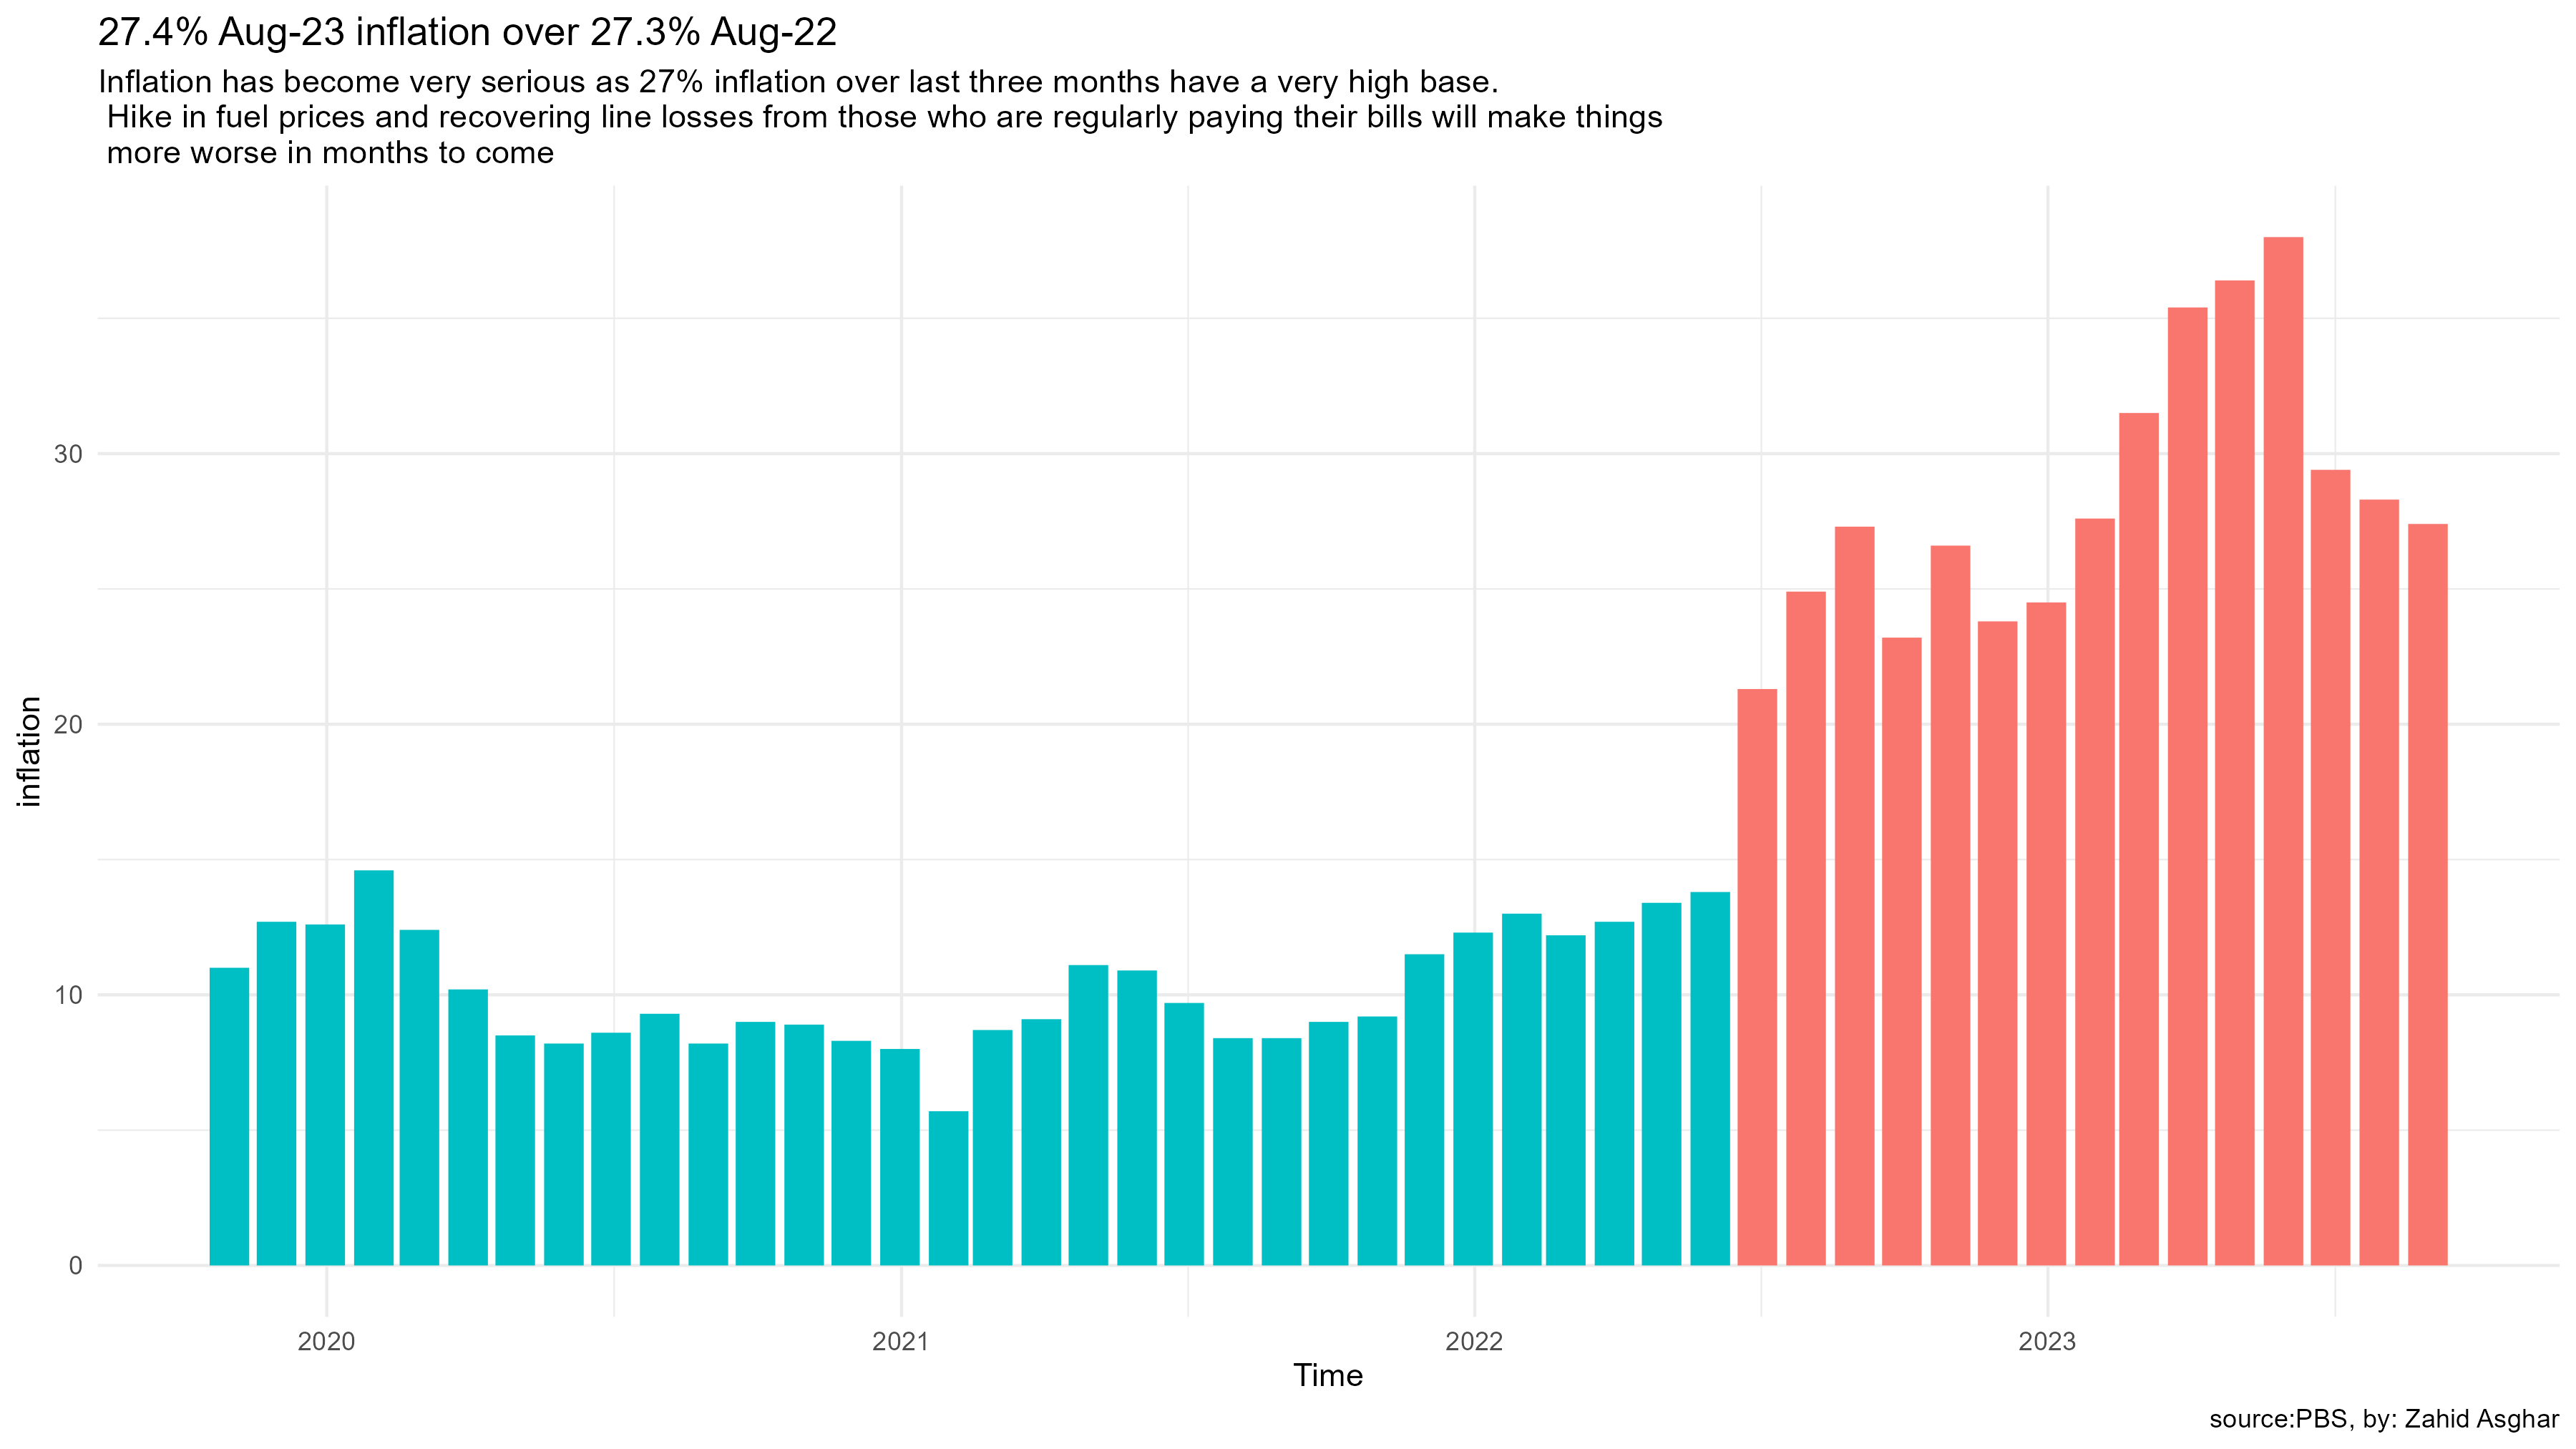 27.4% Aug-23 inflation over 27.3% Aug-22
Inflation has become very serious as 27% inflation over last three months have a very high base.
Hike in fuel prices and recovering line losses from those who are regularly paying their bills will make things
more worse in months to come
inflation
30
20
10
0
2020
2021
2022
2023
Time
source:PBS, by: Zahid Asghar